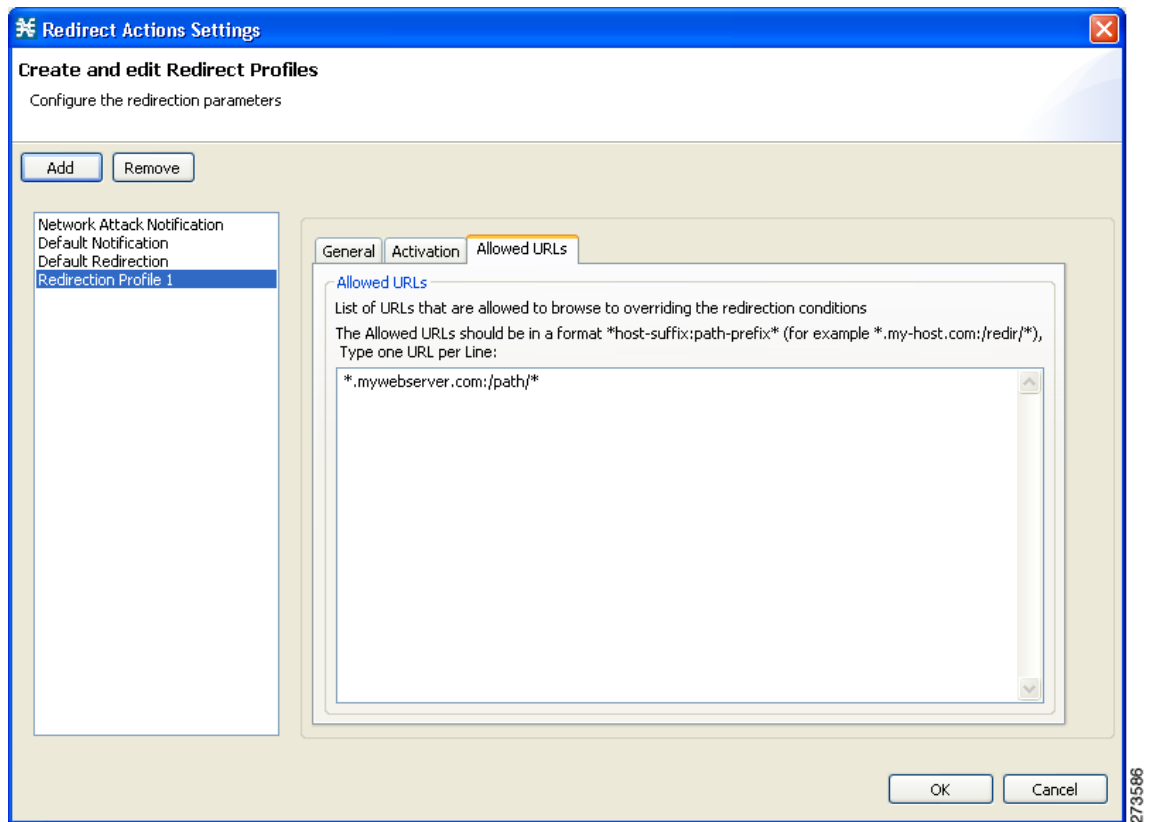 Redirect Actions Settings
Create and edit Redirect Profiles
Configure the redirection parameters
Add
Remove
Network Attack Notification
Default Notification
Default Redirection
Redirection Profile 1
General
Activation
Allowed URLs
Allowed URLs
List of URLs that are allowed to browse to overriding the redirection conditions
The Allowed URLs should be in a format *host-suffix:path-prefix* (for example *.my-host.com:/redir/*),
Type one URL per Line:
*.mywebserver.com:/path/*
OK
Cancel
273586